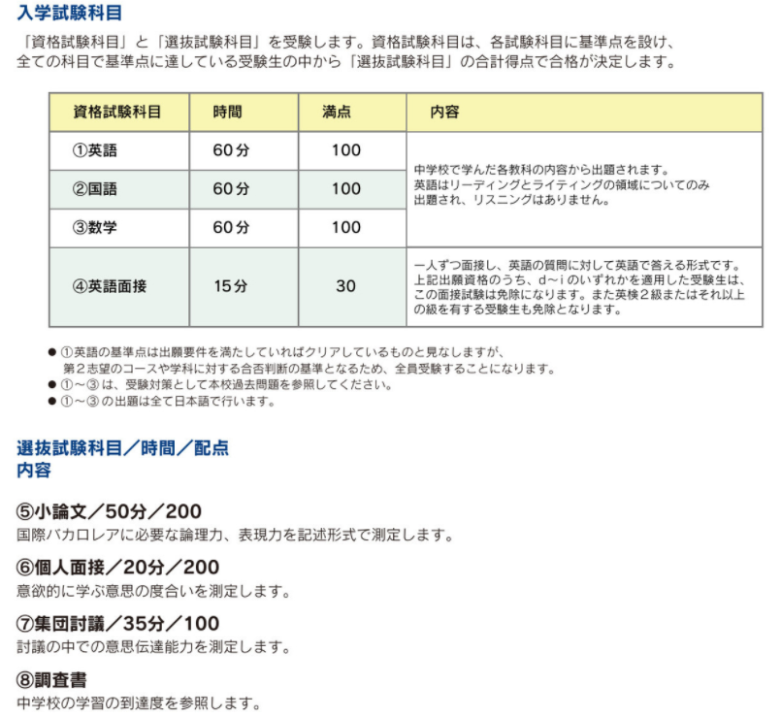 入学試験科目
「資格試験科目」と「選抜試験科目」を受験します。資格試験科目は、各試験科目に基準点を設け、
全ての科目で基準点に達している受験生の中から「選抜試験科目」の合計得点で合格が決定します。
資格試験科目 時間 満点 内容
①英語 60分 100
②国語 60分 100
③数学 60分 100
中学校で学んだ各教科の内容から出題されます。
英語はリーディングとライティングの領域についてのみ
出題され、リスニングはありません。
④英語面接 15分 30
一人ずつ面接し、英語の質問に対して英語で答える形式です。
上記出願資格のうち、d～iのいずれかを適用した受験生は、
この面接試験は免除になります。また英検2級またはそれ以上
の級を有する受験生も免除となります。
● ①英語の基準点は出願要件を満たしていればクリアしているものと見なしますが、
第2志望のコースや学科に対する合否判断の基準となるため、全員受験することになります。
● ①～③は、受験対策として本校過去問題を参照してください。
● ①～③の出題は全て日本語で行います。
選抜試験科目／時間／配点
内容
⑤小論文／50分／200
国際バカロレアに必要な論理力、表現力を記述形式で測定します。
⑥個人面接／20分／200
意欲的に学ぶ意思の度合いを測定します。
⑦集団討議／35分／100
討議の中での意思伝達能力を測定します。
⑧調査書
中学校の学習の到達度を参照します。